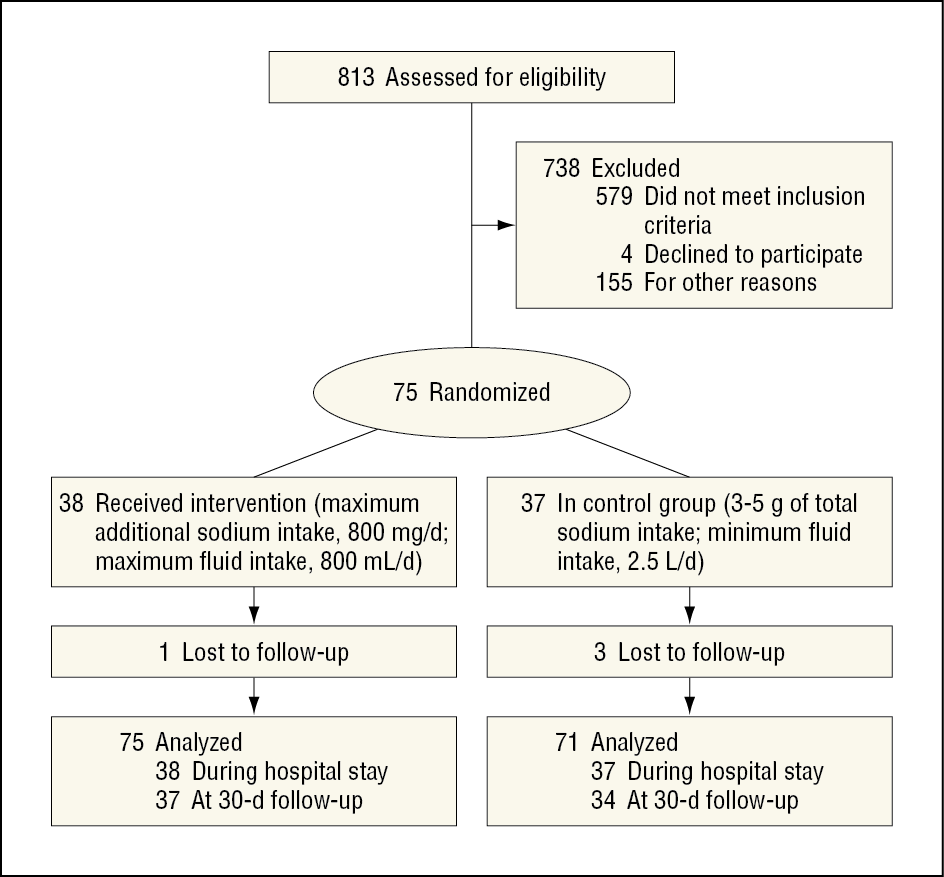 813 Assessed for eligibility
738 Excluded
579 Did not meet inclusion
criteria
4 Declined to participate
155 For other reasons
75 Randomized
38 Received intervention (maximum
additional sodium intake, 800 mg/d;
maximum fluid intake, 800 mL/d)
37 In control group (3-5 g of total
sodium intake; minimum fluid
intake, 2.5 L/d)
1 Lost to follow-up
3 Lost to follow-up
75 Analyzed
38 During hospital stay
37 At 30-d follow-up
71 Analyzed
37 During hospital stay
34 At 30-d follow-up